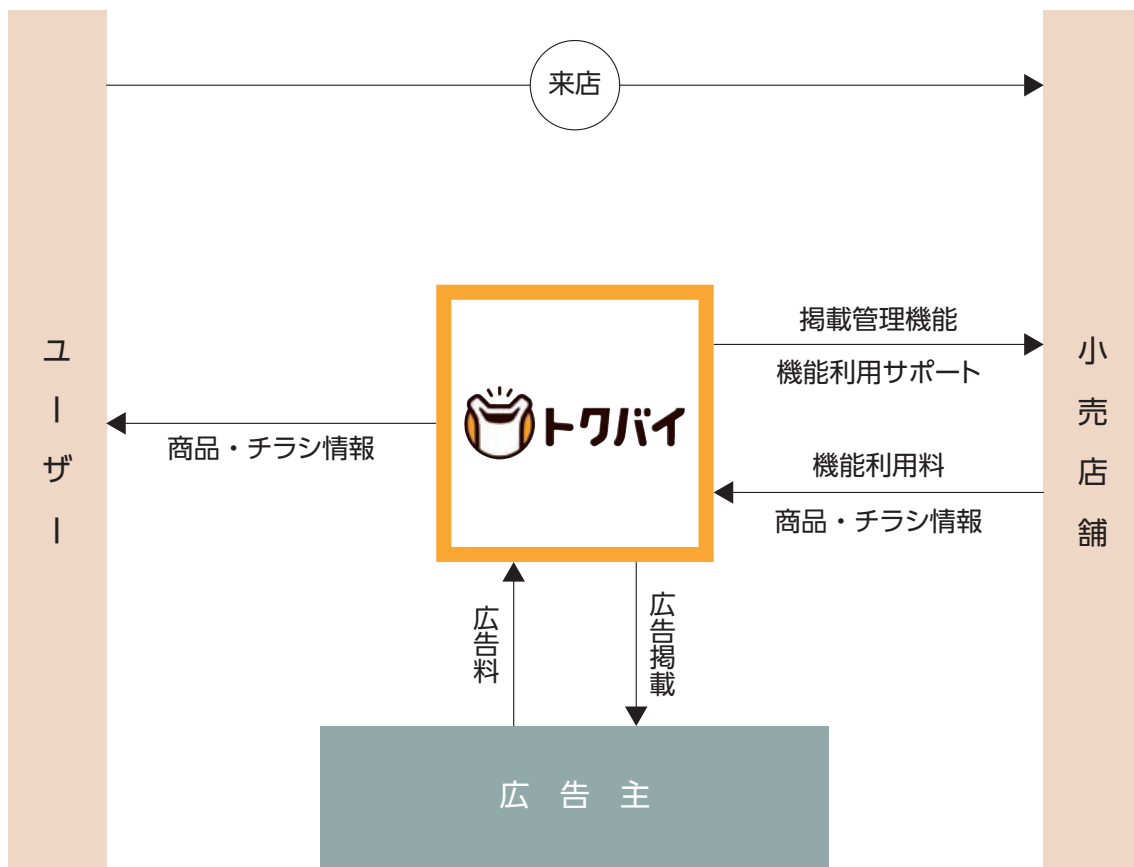 来店
ユーザー
商品・チラシ情報
トクバイ
掲載管理機能
機能利用サポート
機能利用料
商品・チラシ情報
小売店舗
広告料
広告掲載
広告主